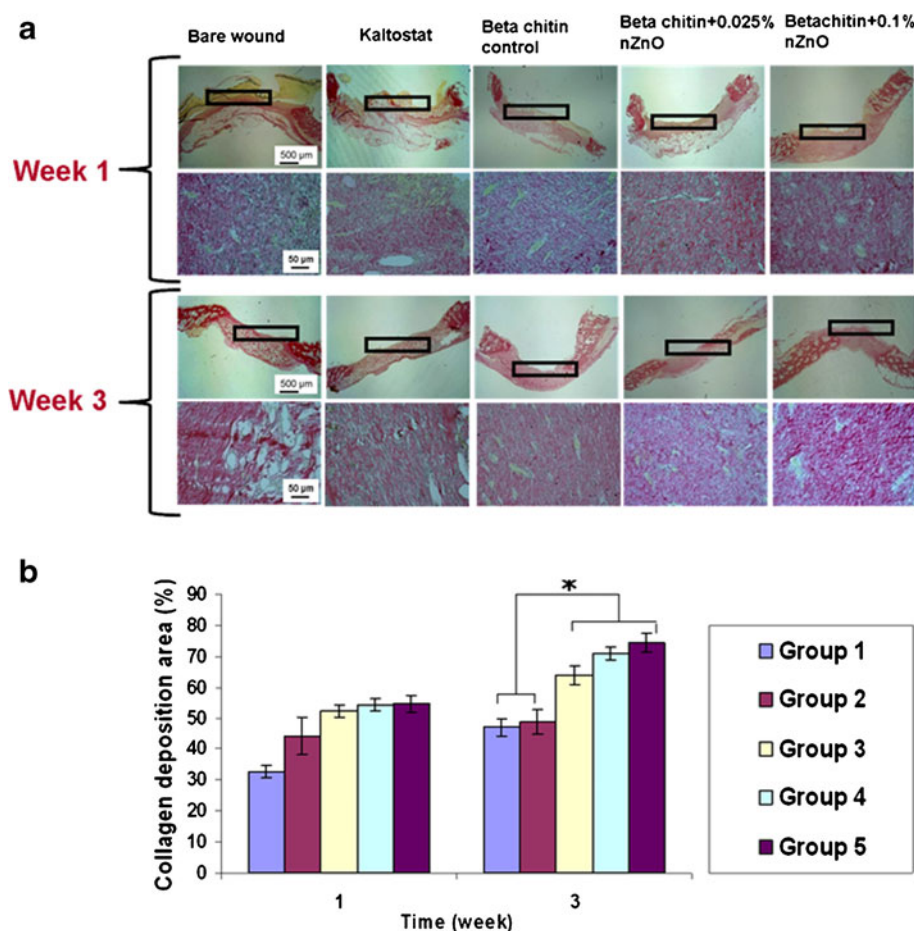 a
Bare wound
Kaltostat
Beta chitin
control
Beta chitin+0.025%
nZnO
Betachitin+0.1%
nZnO
Week 1
500 µm
50 µm
Week 3
500 µm
50 µm
b
Collagen deposition area (%)
90
80
70
60
50
40
30
20
10
0
*
1
3
Time (week)
Group 1
Group 2
Group 3
Group 4
Group 5